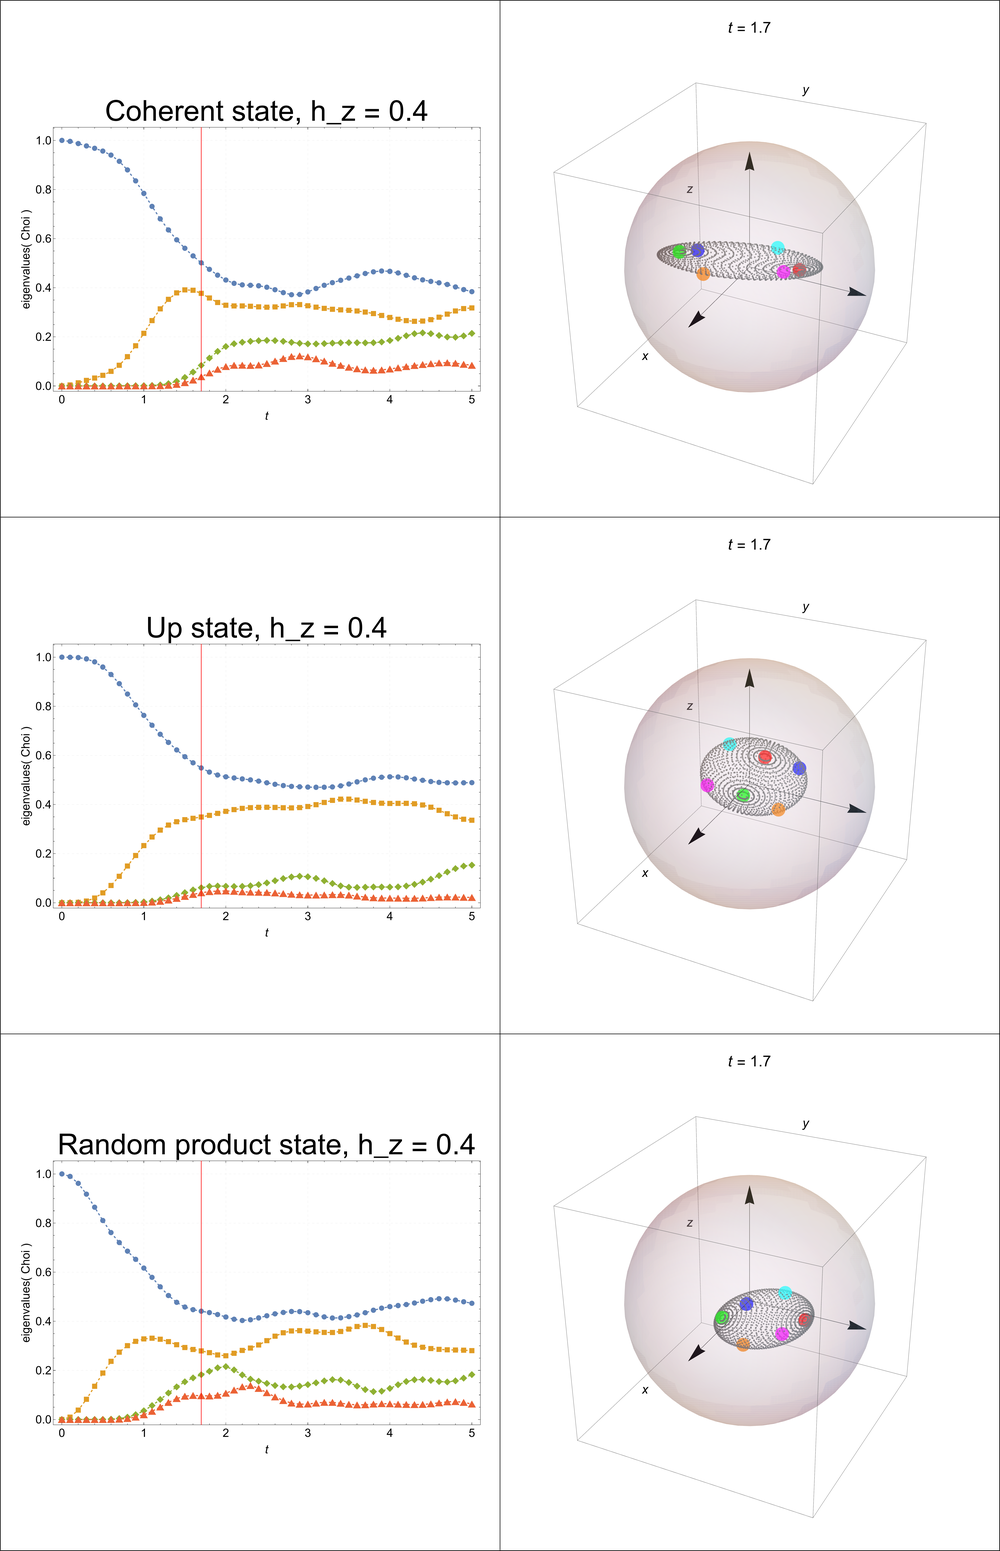 Coherent state, h_z = 0.4
eigenvalues( Choi )
1.0
0.8
0.6
0.4
0.2
0.0
0 1 2 3 4 5
t
t = 1.7
y
z
x
Up state, h_z = 0.4
eigenvalues( Choi )
1.0
0.8
0.6
0.4
0.2
0.0
0 1 2 3 4 5
t
t = 1.7
y
z
x
Random product state, h_z = 0.4
eigenvalues( Choi )
1.0
0.8
0.6
0.4
0.2
0.0
0 1 2 3 4 5
t
t = 1.7
y
z
x